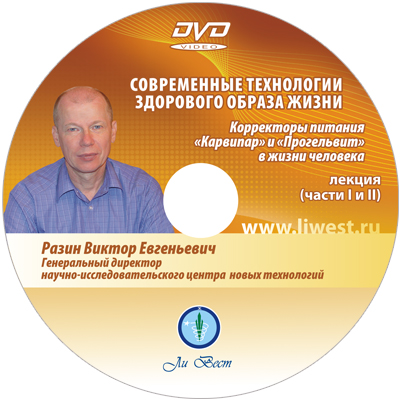 DVD
VIDEO
СОВРЕМЕННЫЕ ТЕХНОЛОГИИ
ЗДОРОВОГО ОБРАЗА ЖИЗНИ
Корректоры питания
«Карвипар» и «Прогельвит»
в жизни человека
лекция
(части I и II)
www.liwest.ru
Разин Виктор Евгеньевич
Генеральный директор
научно-исследовательского центра новых технологий
Ли Вест